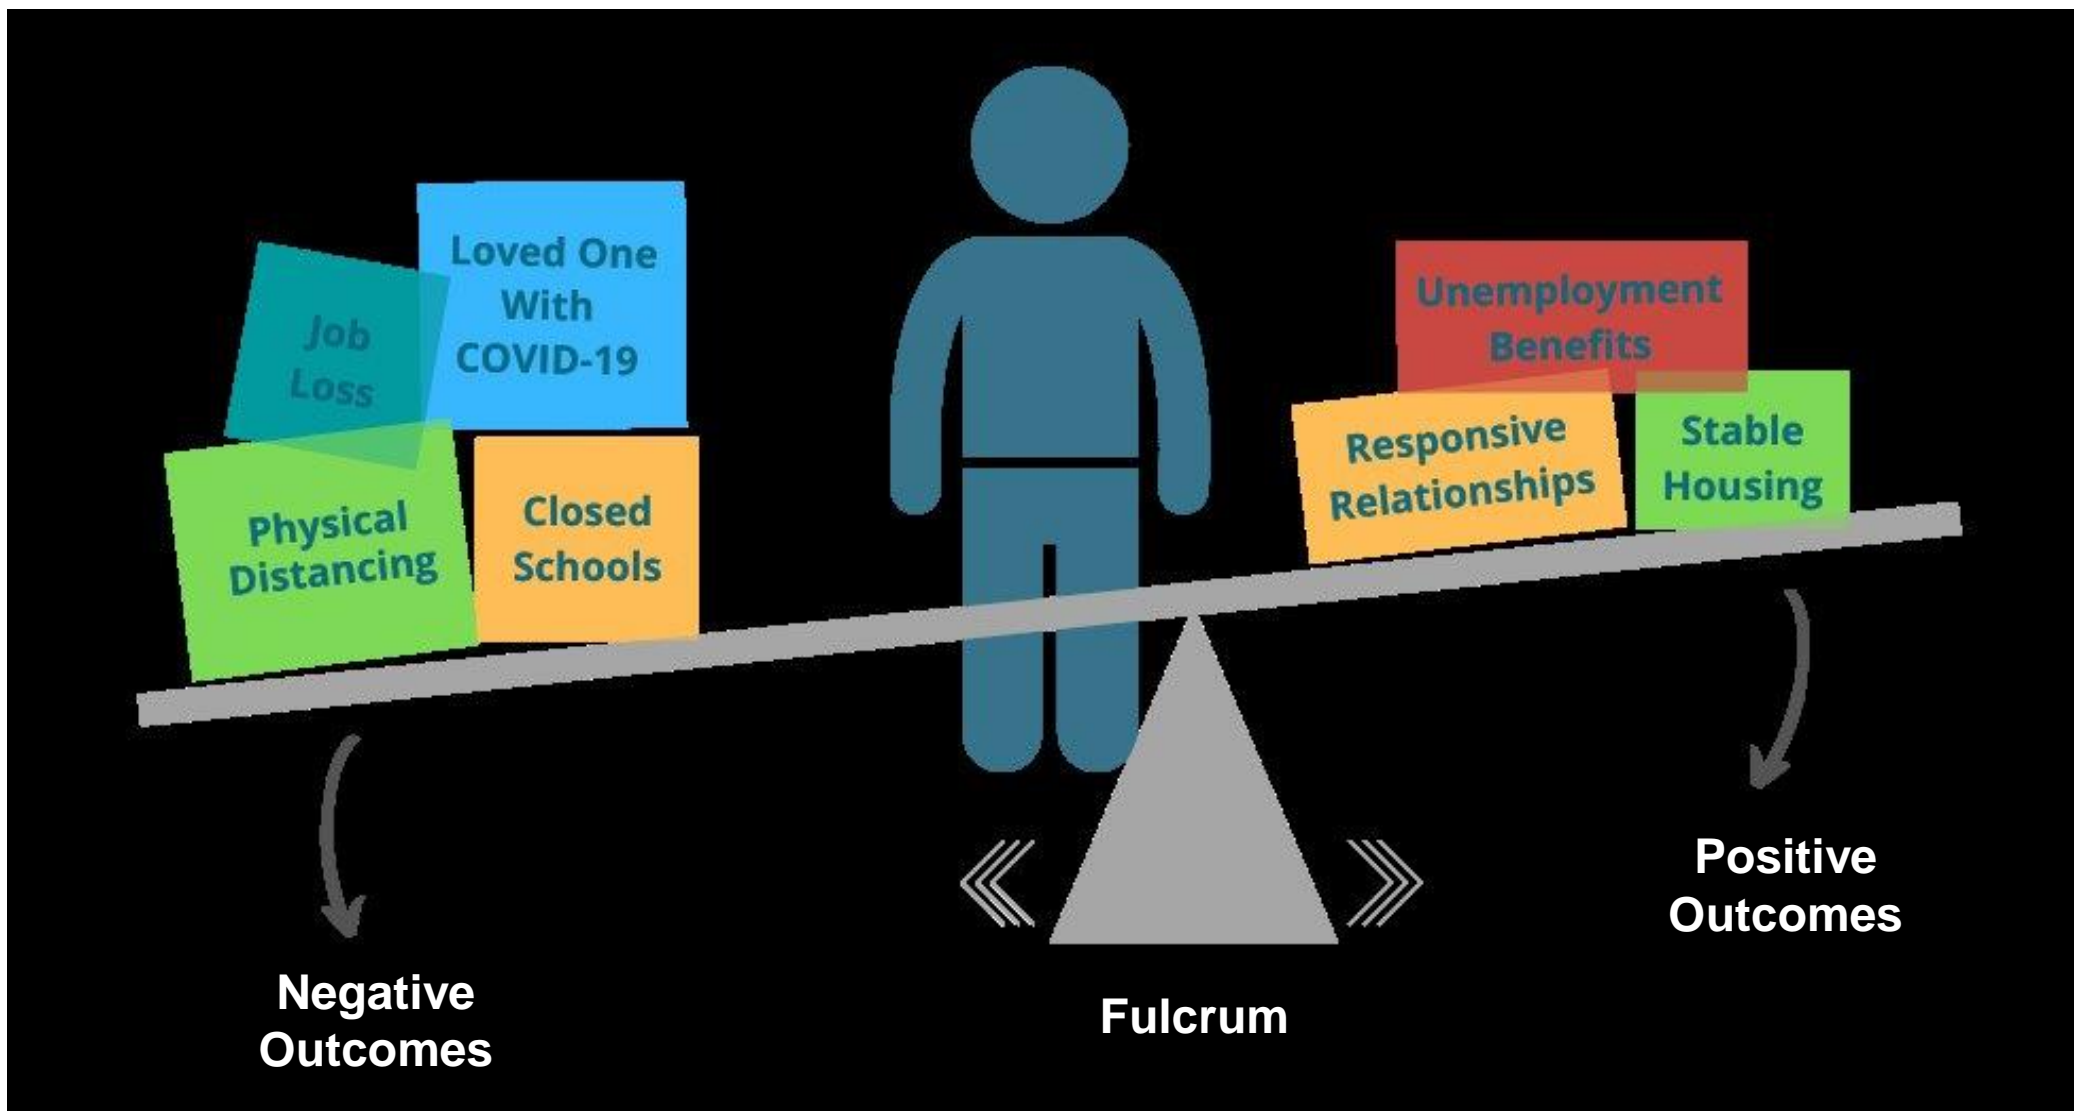 Loved One
With
COVID-19
Job
Loss
Physical
Distancing
Closed
Schools
Unemployment
Benefits
Responsive
Relationships
Stable
Housing
Negative
Outcomes
Fulcrum
Positive
Outcomes